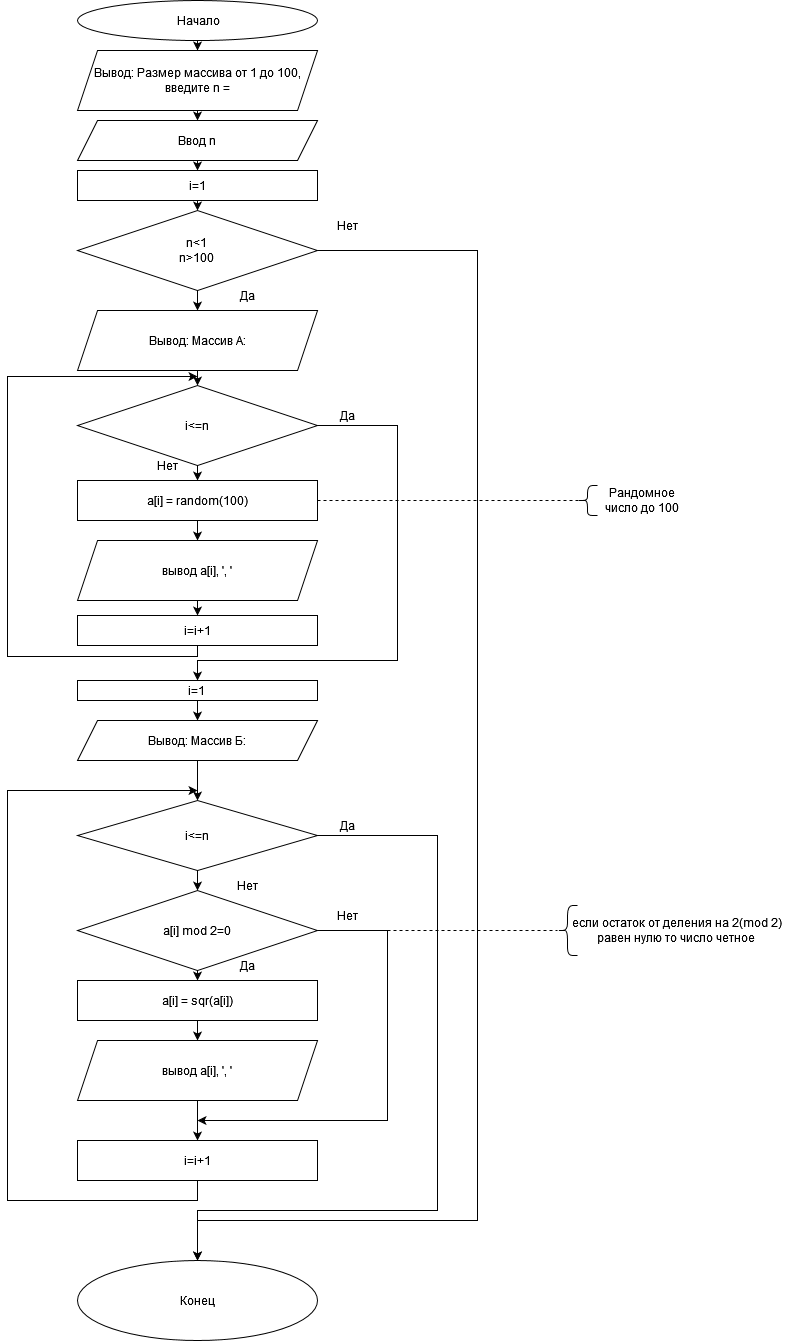 Начало
Вывод: Размер массива от 1 до 100,
введите n =
Ввод n
i=1
Нет
n<1
n>100
Да
Вывод: Массив А:
Да
i<=n
Нет
a[i] = random(100)
Рандомное
число до 100
вывод a[i], ', '
i=i+1
i=1
Вывод: Массив Б:
Да
i<=n
Нет
Нет
a[i] mod 2=0
если остаток от деления на 2(mod 2)
равен нулю то число четное
Да
a[i] = sqr(a[i])
вывод a[i], ', '
i=i+1
Конец